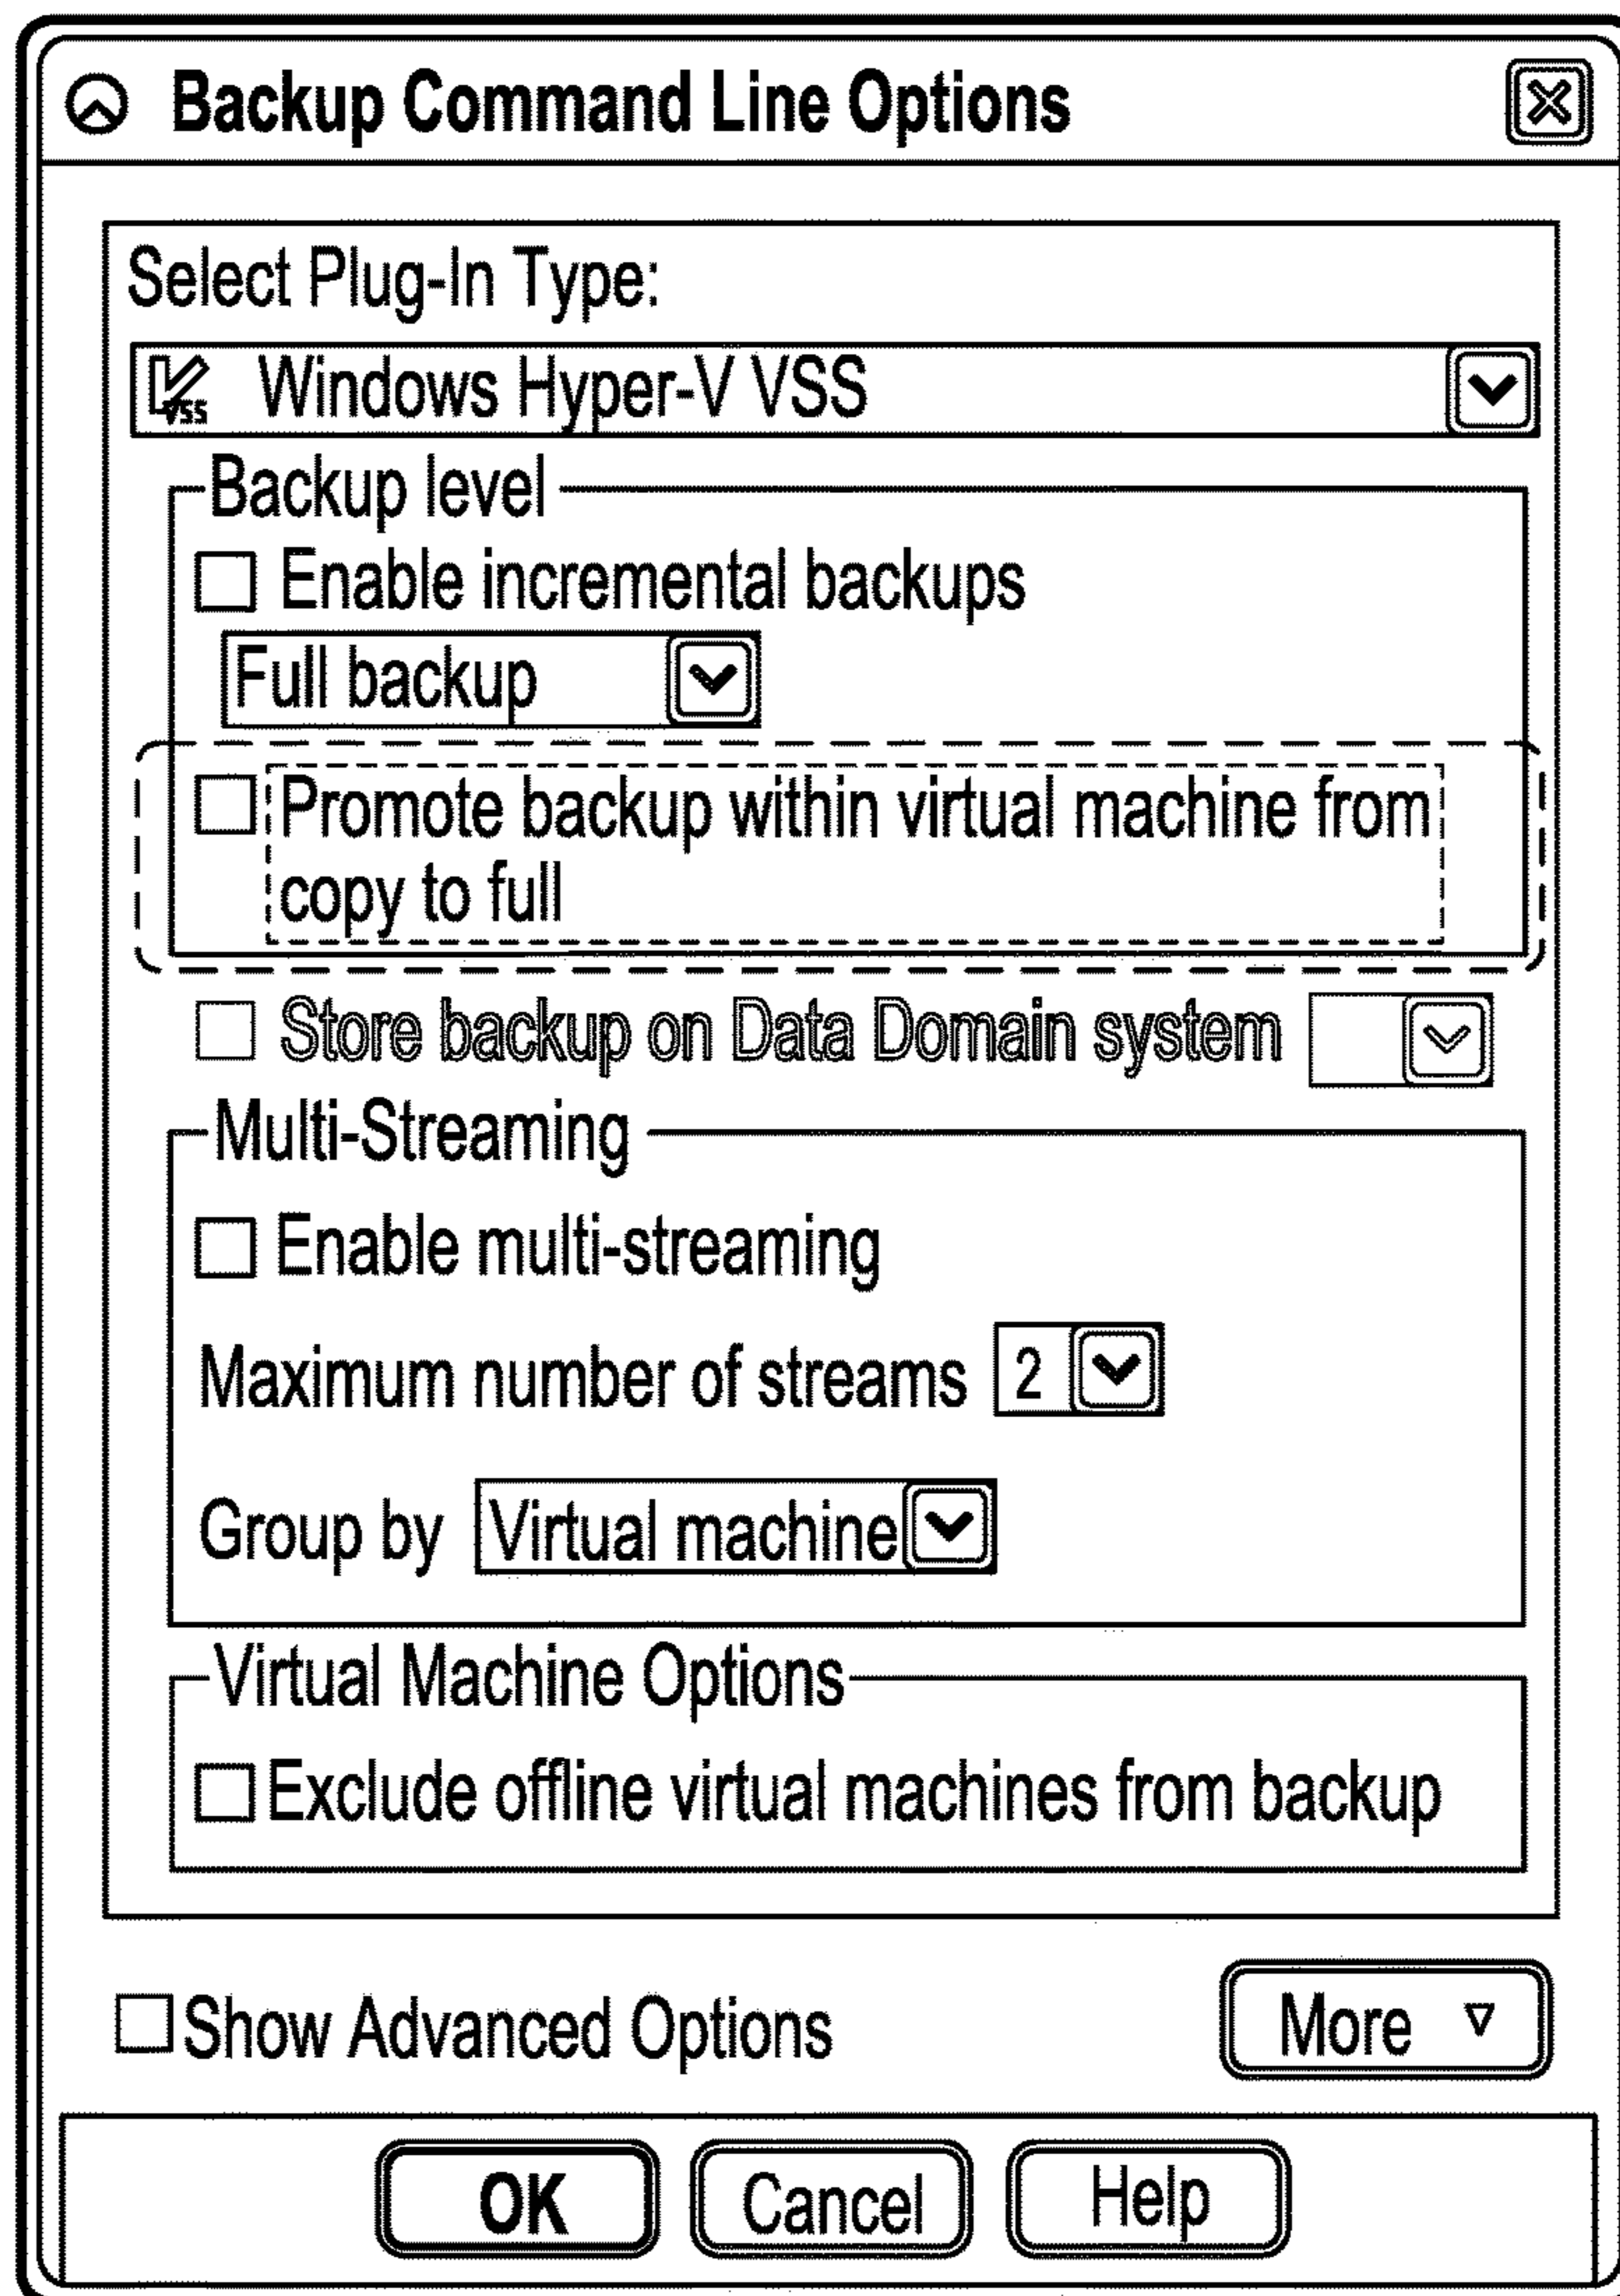 Backup Command Line Options
Select Plug-In Type:
VSS Windows Hyper-V VSS
Backup level
Enable incremental backups
Full backup
Promote backup within virtual machine from
copy to full
Store backup on Data Domain system
Multi-Streaming
Enable multi-streaming
Maximum number of streams 2
Group by Virtual machine
Virtual Machine Options
Exclude offline virtual machines from backup
Show Advanced Options More
OK Cancel Help